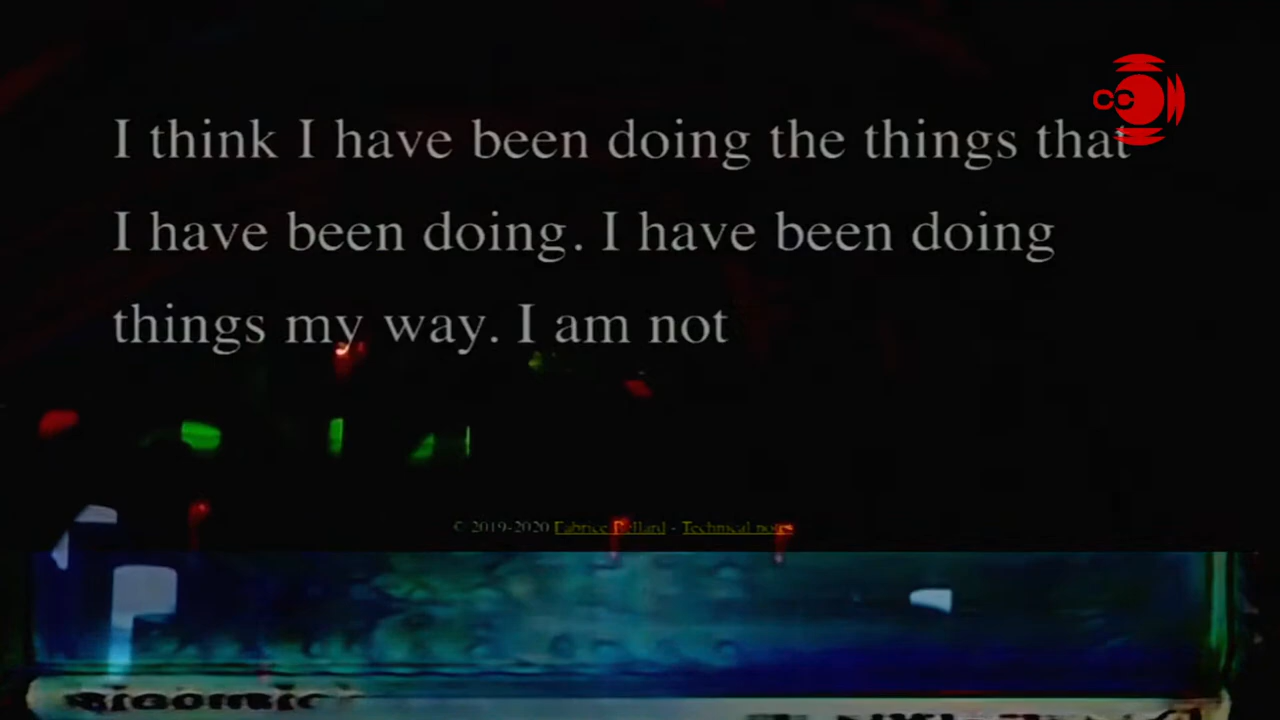 CC
I think I have been doing the things that
I have been doing. I have been doing
things my way. I am not
© 2019-2020 Fabrice Bellard - Technical notes